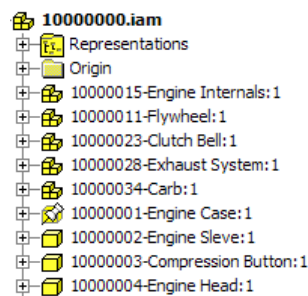 10000000.iam
Representations
Origin
10000015-Engine Internals:1
10000011-Flywheel:1
10000023-Clutch Bell:1
10000028-Exhaust System:1
10000034-Carb:1
10000001-Engine Case:1
10000002-Engine Sleve:1
10000003-Compression Button:1
10000004-Engine Head:1